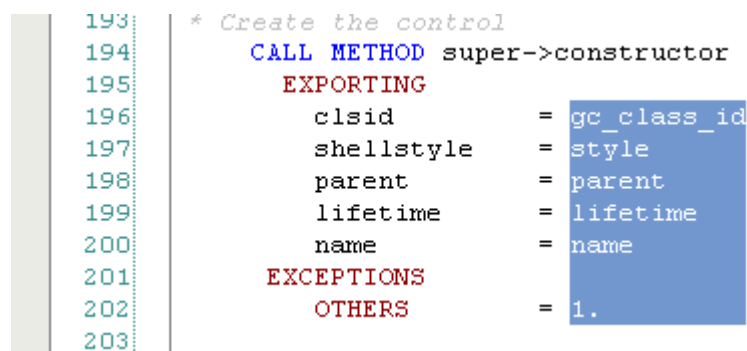 193 * Create the control
194 CALL METHOD super->constructor
195 EXPORTING
196 clsid = gc_class_id
197 shellstyle = style
198 parent = parent
199 lifetime = lifetime
200 name = name
201 EXCEPTIONS
202 OTHERS = 1.
203